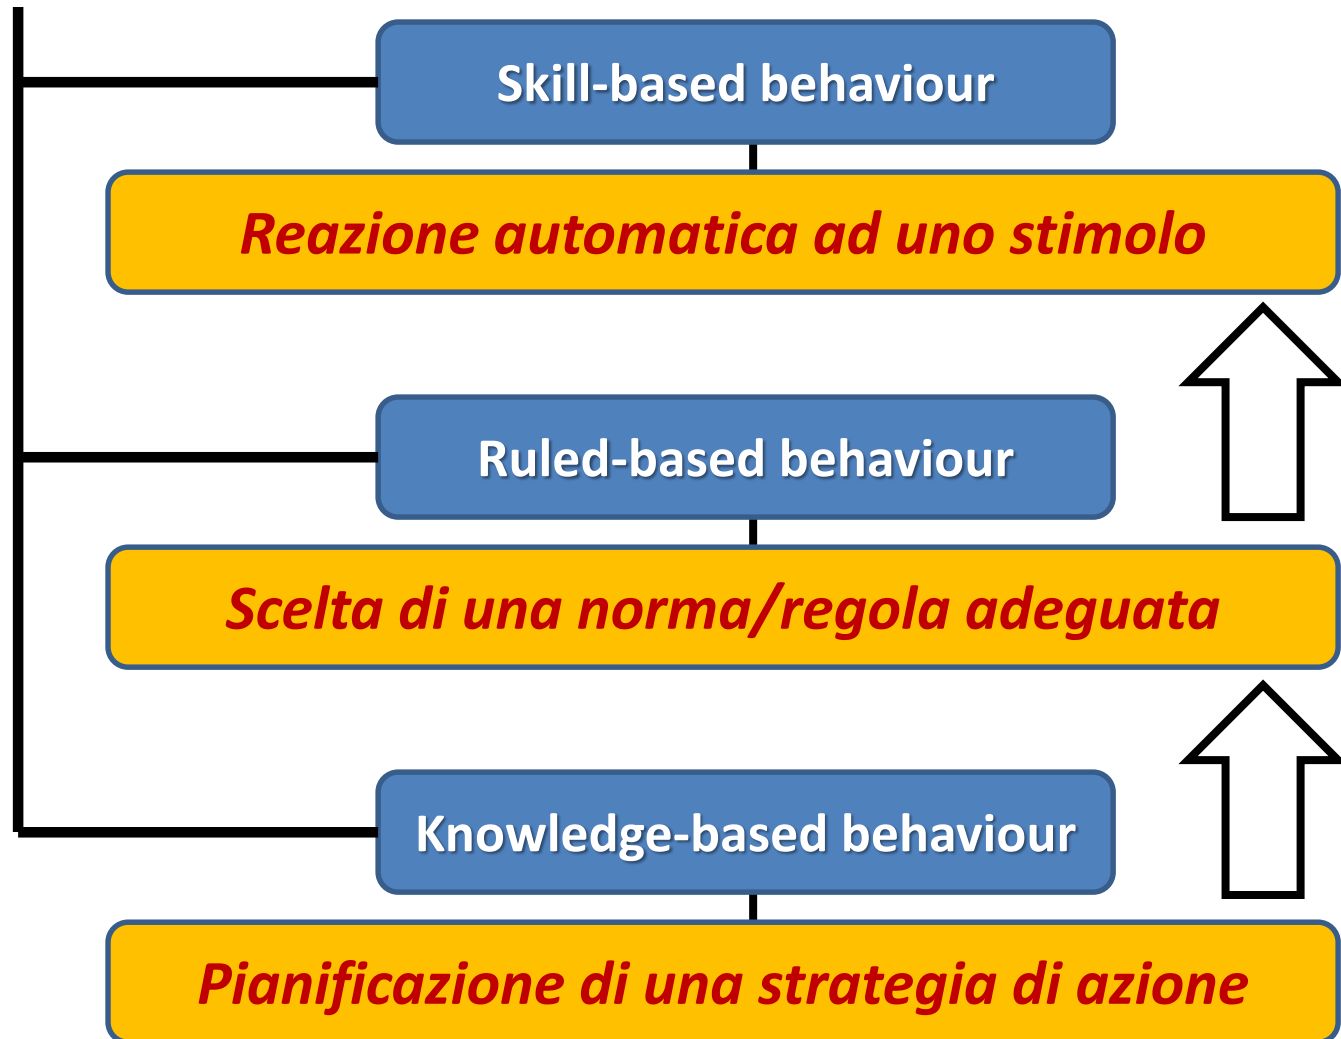 Skill-based behaviour
Reazione automatica ad uno stimolo
Ruled-based behaviour
Scelta di una norma/regola adeguata
Knowledge-based behaviour
Pianificazione di una strategia di azione